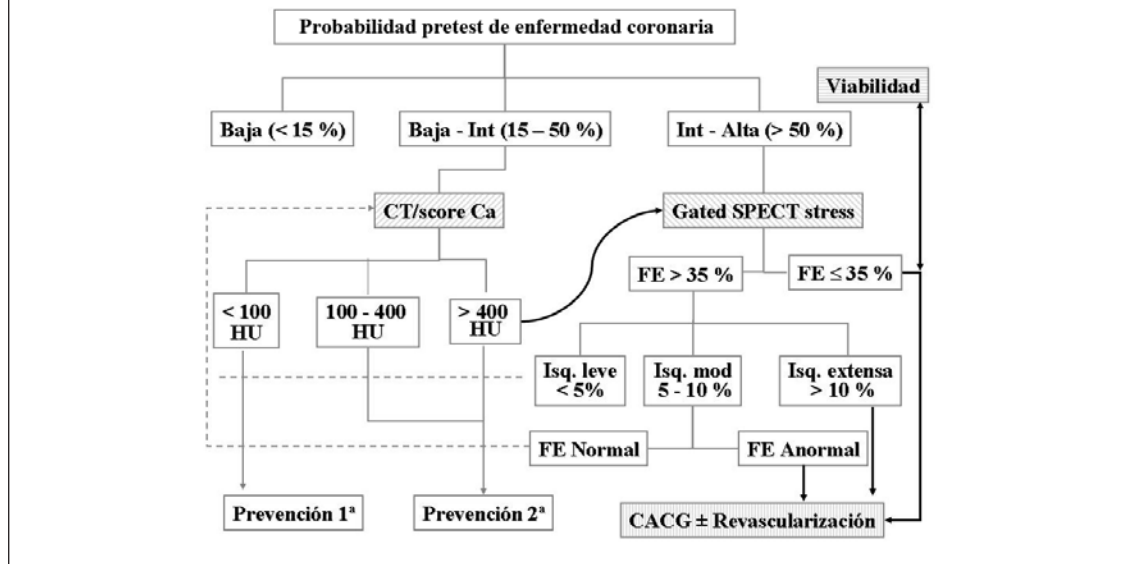 Probabilidad pretest de enfermedad coronaria
Viabilidad
Baja (< 15 %)
Baja - Int (15 – 50 %)
Int - Alta (> 50 %)
CT/score Ca
Gated SPECT stress
FE > 35 %
FE ≤ 35 %
< 100
HU
100 - 400
HU
> 400
HU
Isq. leve
< 5%
Isq. mod
5 - 10 %
Isq. extensa
> 10 %
FE Normal
FE Anormal
Prevención 1ª
Prevención 2ª
CACG ± Revascularización